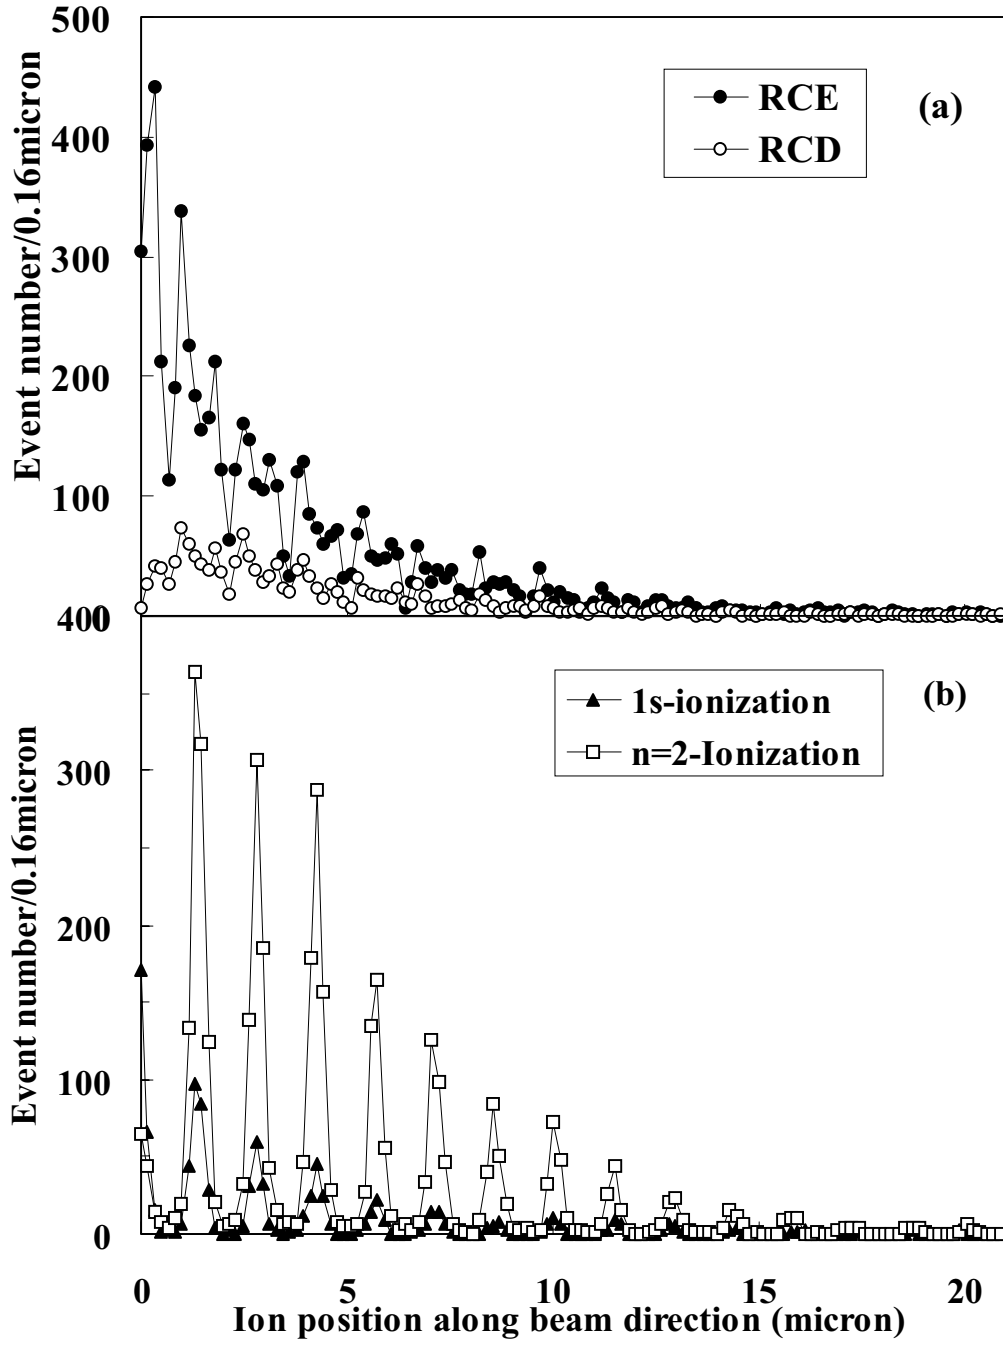 500
400
300
200
100
Event number/0.16micron
RCE
RCD
(a)
400
300
200
100
0
Event number/0.16micron
1s-ionization
n=2-Ionization
(b)
0 5 10 15 20
Ion position along beam direction (micron)